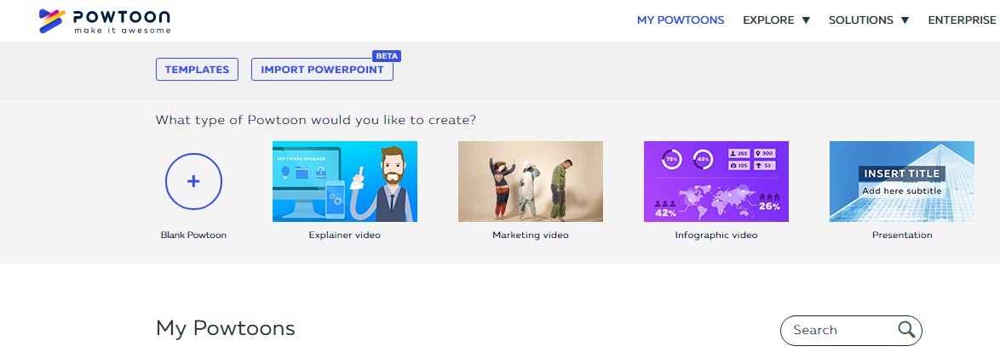 POWTOON
make it awesome
MY POWTOONS EXPLORE ▼ SOLUTIONS ▼ ENTERPRISE
BETA
TEMPLATES IMPORT POWERPOINT
What type of Powtoon would you like to create?
+
SOFTWARE UPGRADE
75% 45% 265 300
105 53
42% 26%
INSERT TITLE
Add here subtitle
Blank Powtoon Explainer video Marketing video Infographic video Presentation
My Powtoons Search